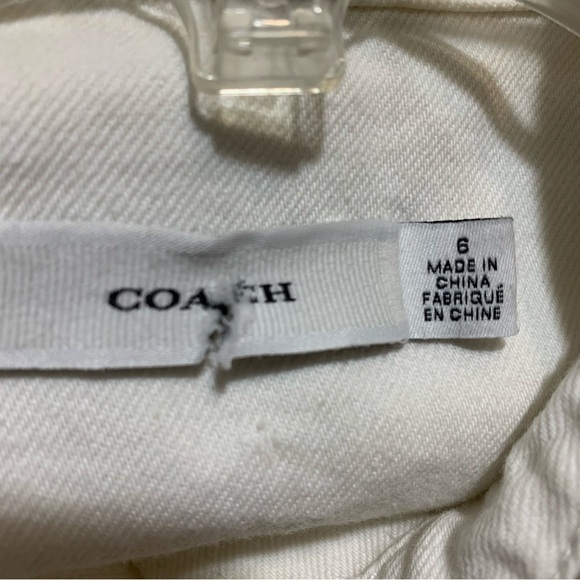 COACH
6
MADE IN
CHINA
FABRIQUÉ
EN CHINE